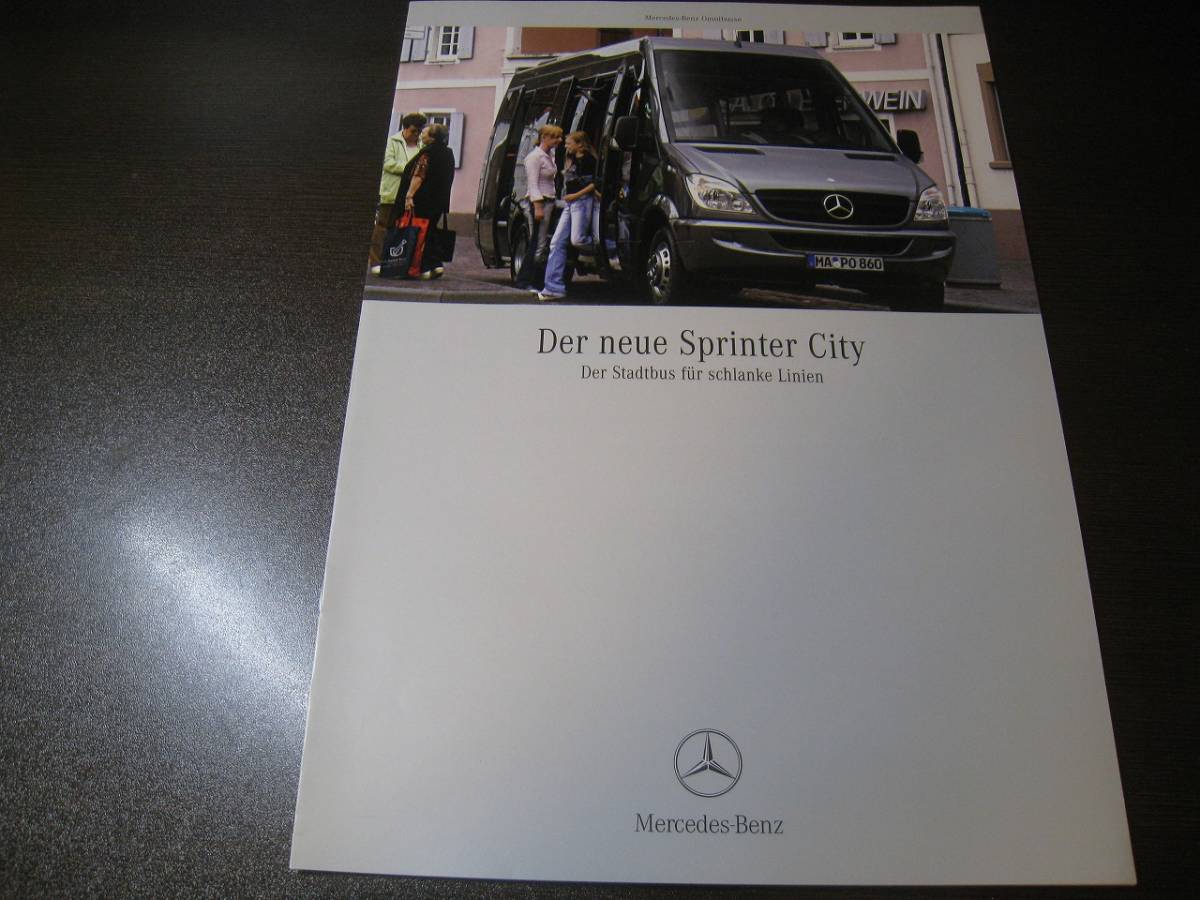 Mercedes-Benz Omnibusse
WEIN
MA PO 860
Der neue Sprinter City
Der Stadtbus für schlanke Linien
Mercedes-Benz